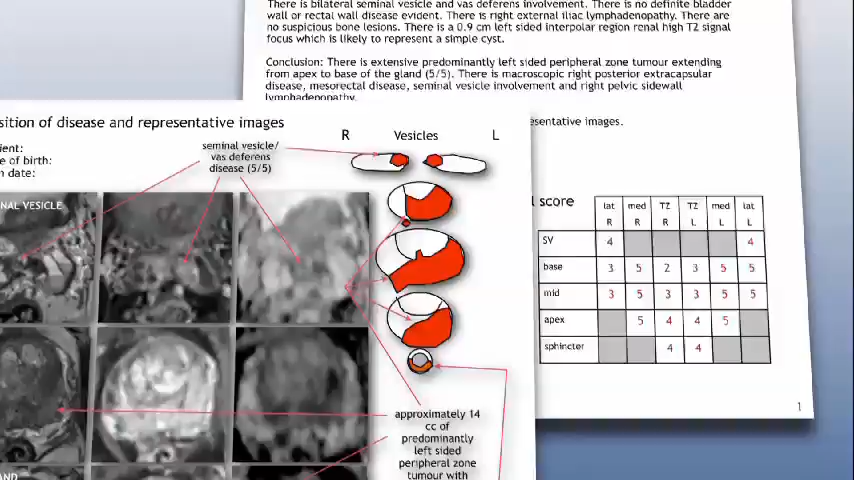 There is bilateral seminal vesicle and vas deferens involvement. There is no definite bladder
wall or rectal wall disease evident. There is right external iliac lymphadenopathy. There are
no suspicious bone lesions. There is a 0.9 cm left sided interpolar region renal high T2 signal
focus which is likely to represent a simple cyst.
Conclusion: There is extensive predominantly left sided peripheral zone tumour extending
from apex to base of the gland (5/5). There is macroscopic right posterior extracapsular
disease, mesorectal disease, seminal vesicle involvement and right pelvic sidewall
lymphadenopathy.
esentative images.
l score
lat R med R TZ R TZ L med L lat L
SV 4 4
base 3 5 2 3 5 5
mid 3 5 3 3 5 5
apex 5 4 4 5
sphincter 4 4
1
sition of disease and representative images
ient:
e of birth:
n date:
seminal vesicle/
vas deferens
disease (5/5)
R Vesicles L
NAL VESICLE
approximately 14
cc of
predominantly
left sided
peripheral zone
tumour with
AND